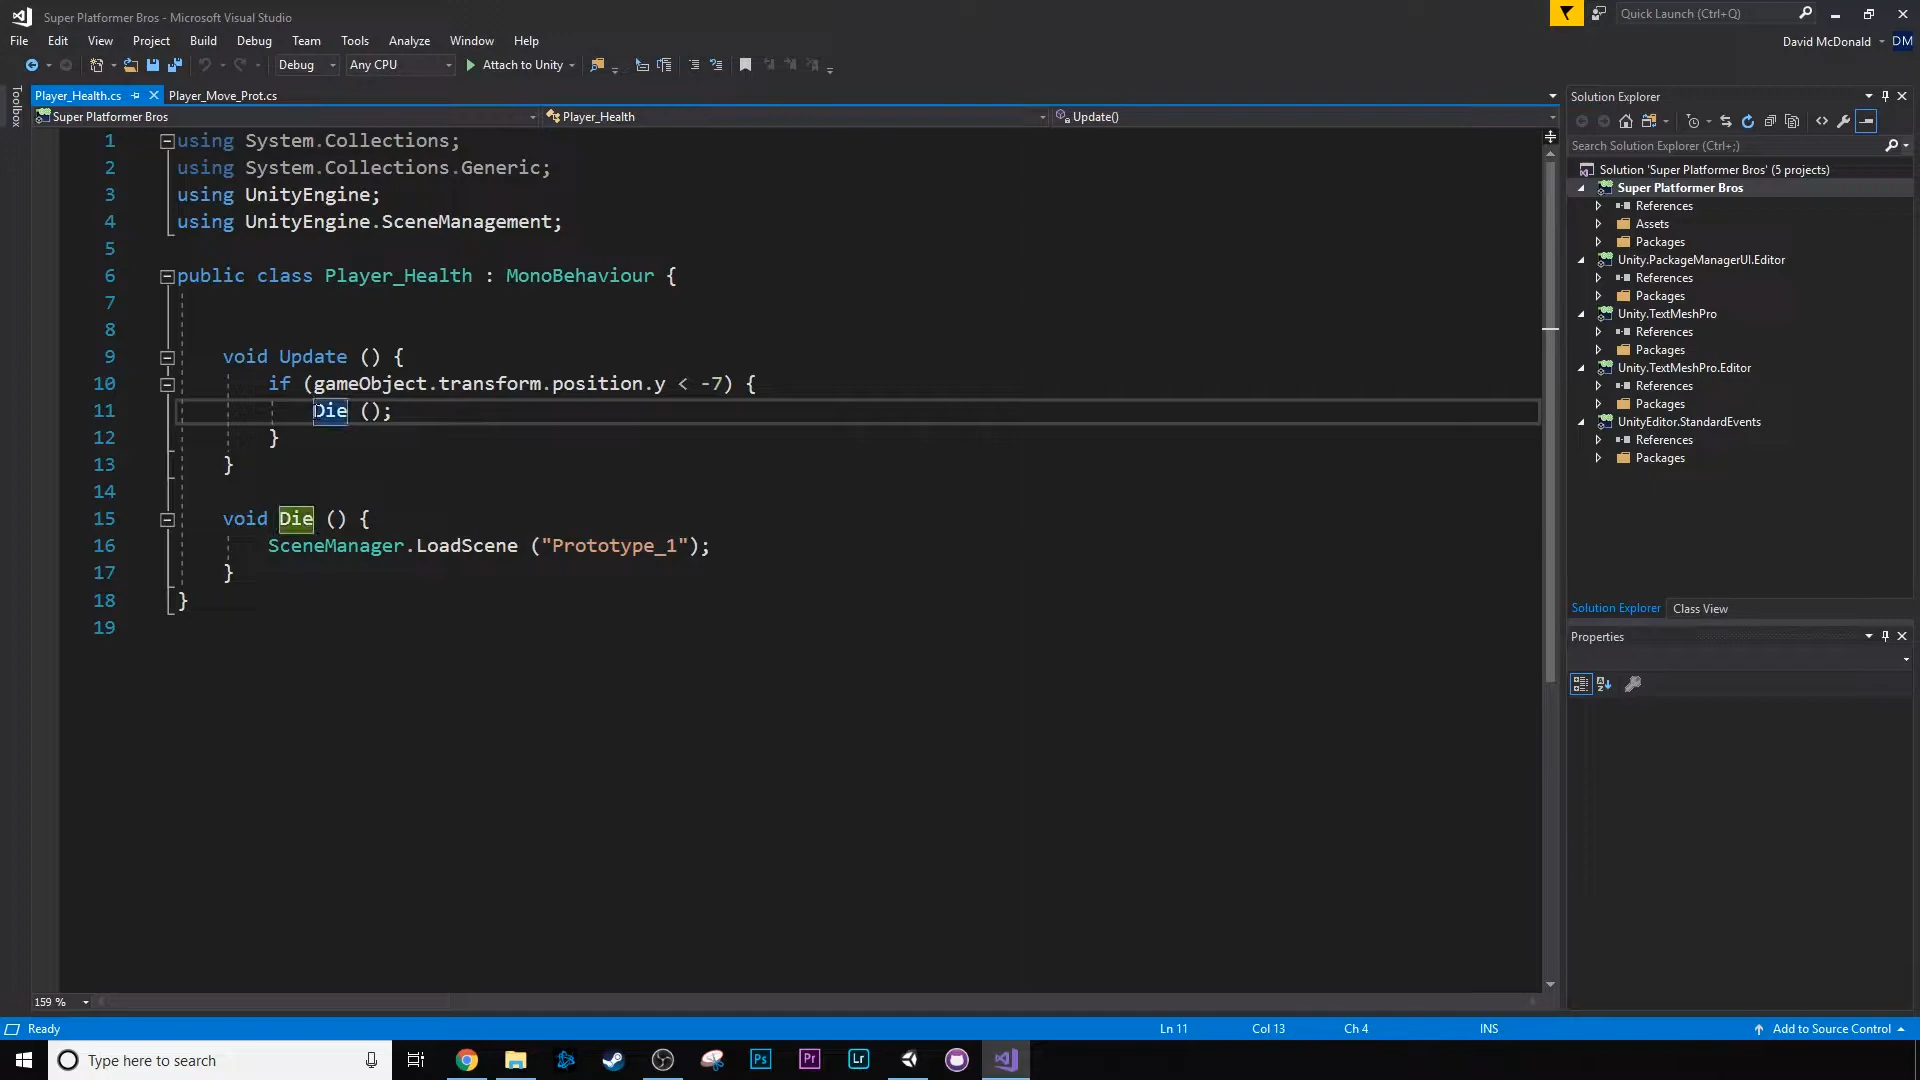 Super Platformer Bros - Microsoft Visual Studio
Quick Launch (Ctrl+Q)
File Edit View Project Build Debug Team Tools Analyze Window Help
David McDonald DM
Debug Any CPU Attach to Unity
Toolbox
Player_Health.cs Player_Move_Prot.cs
Super Platformer Bros Player_Health Update()
1 using System.Collections;
2 using System.Collections.Generic;
3 using UnityEngine;
4 using UnityEngine.SceneManagement;
5
6 public class Player_Health : MonoBehaviour {
7
8
9 void Update () {
10 if (gameObject.transform.position.y < -7) {
11 Die ();
12 }
13 }
14
15 void Die () {
16 SceneManager.LoadScene ("Prototype_1");
17 }
18 }
19
159 %
Solution Explorer
Search Solution Explorer (Ctrl+;)
Solution 'Super Platformer Bros' (5 projects)
Super Platformer Bros
References
Assets
Packages
Unity.PackageManagerUI.Editor
References
Packages
Unity.TextMeshPro
References
Packages
Unity.TextMeshPro.Editor
References
Packages
UnityEditor.StandardEvents
References
Packages
Solution Explorer Class View
Properties
Ready Ln 11 Col 13 Ch 4 INS Add to Source Control
Type here to search
Ps Pr Lr